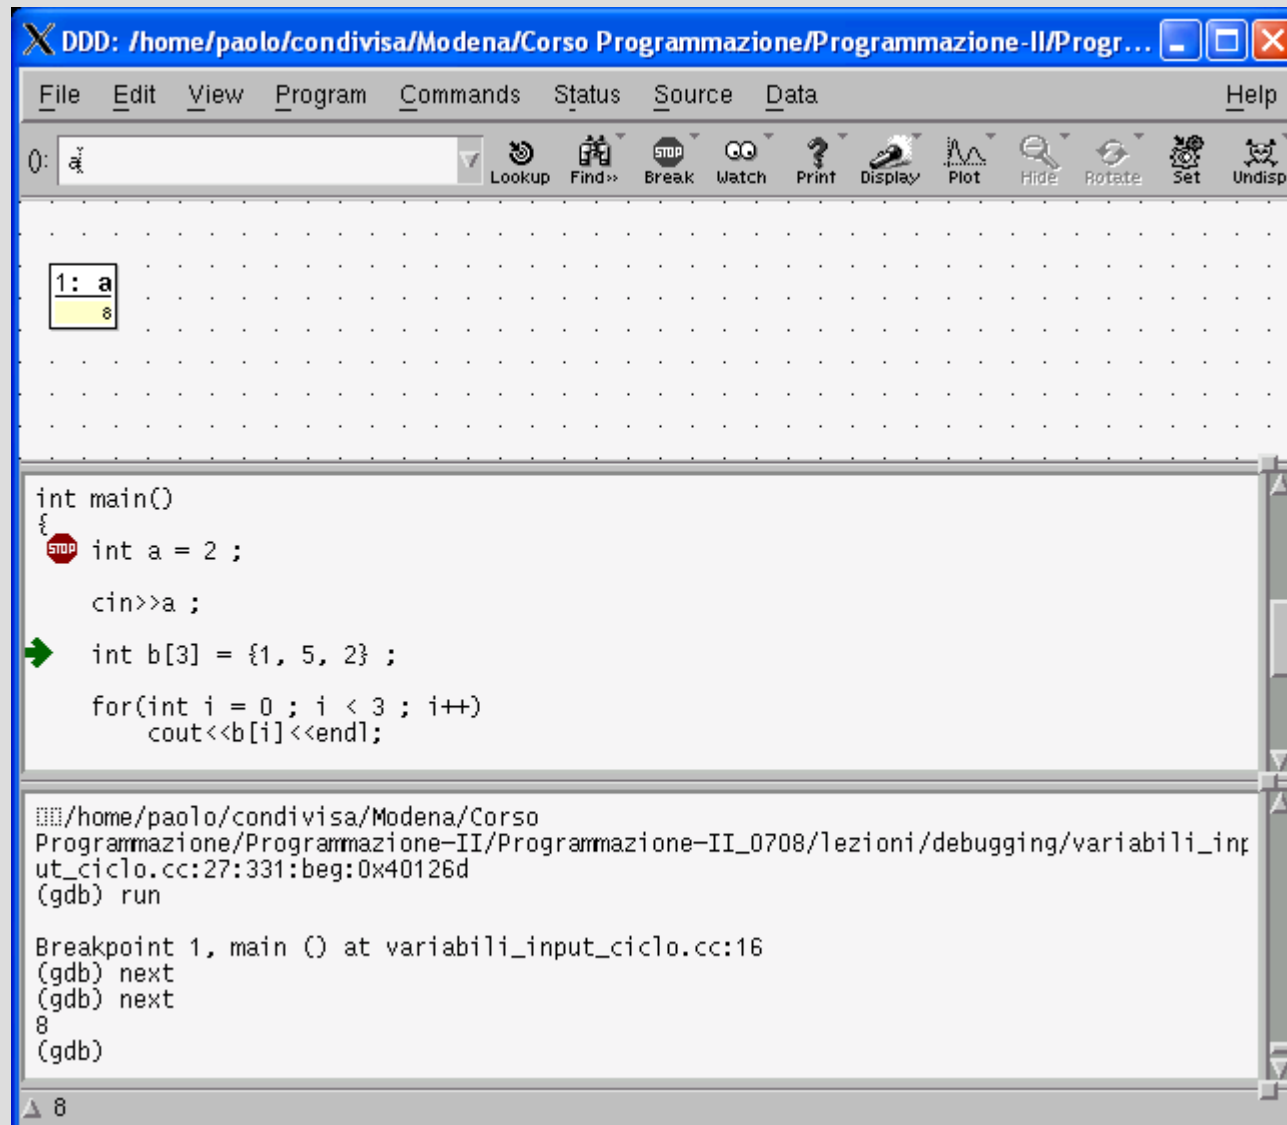 DDD: /home/paolo/condivisa/Modena/Corso Programmazione/Programmazione-II/Progr...
File Edit View Program Commands Status Source Data Help
(): a
Lookup Find» Break Watch Print Display Plot Hide Rotate Set Undisp
STOP
1: a
8
int main()
{
STOP int a = 2 ;
cin>>a ;
int b[3] = {1, 5, 2} ;
for(int i = 0 ; i < 3 ; i++)
cout<<b[i]<<endl;
/home/paolo/condivisa/Modena/Corso
Programmazione/Programmazione-II/Programmazione-II_0708/lezioni/debugging/variabili_inp
ut_ciclo.cc:27:331:beg:0x40126d
(gdb) run
Breakpoint 1, main () at variabili_input_ciclo.cc:16
(gdb) next
(gdb) next
8
(gdb)
8